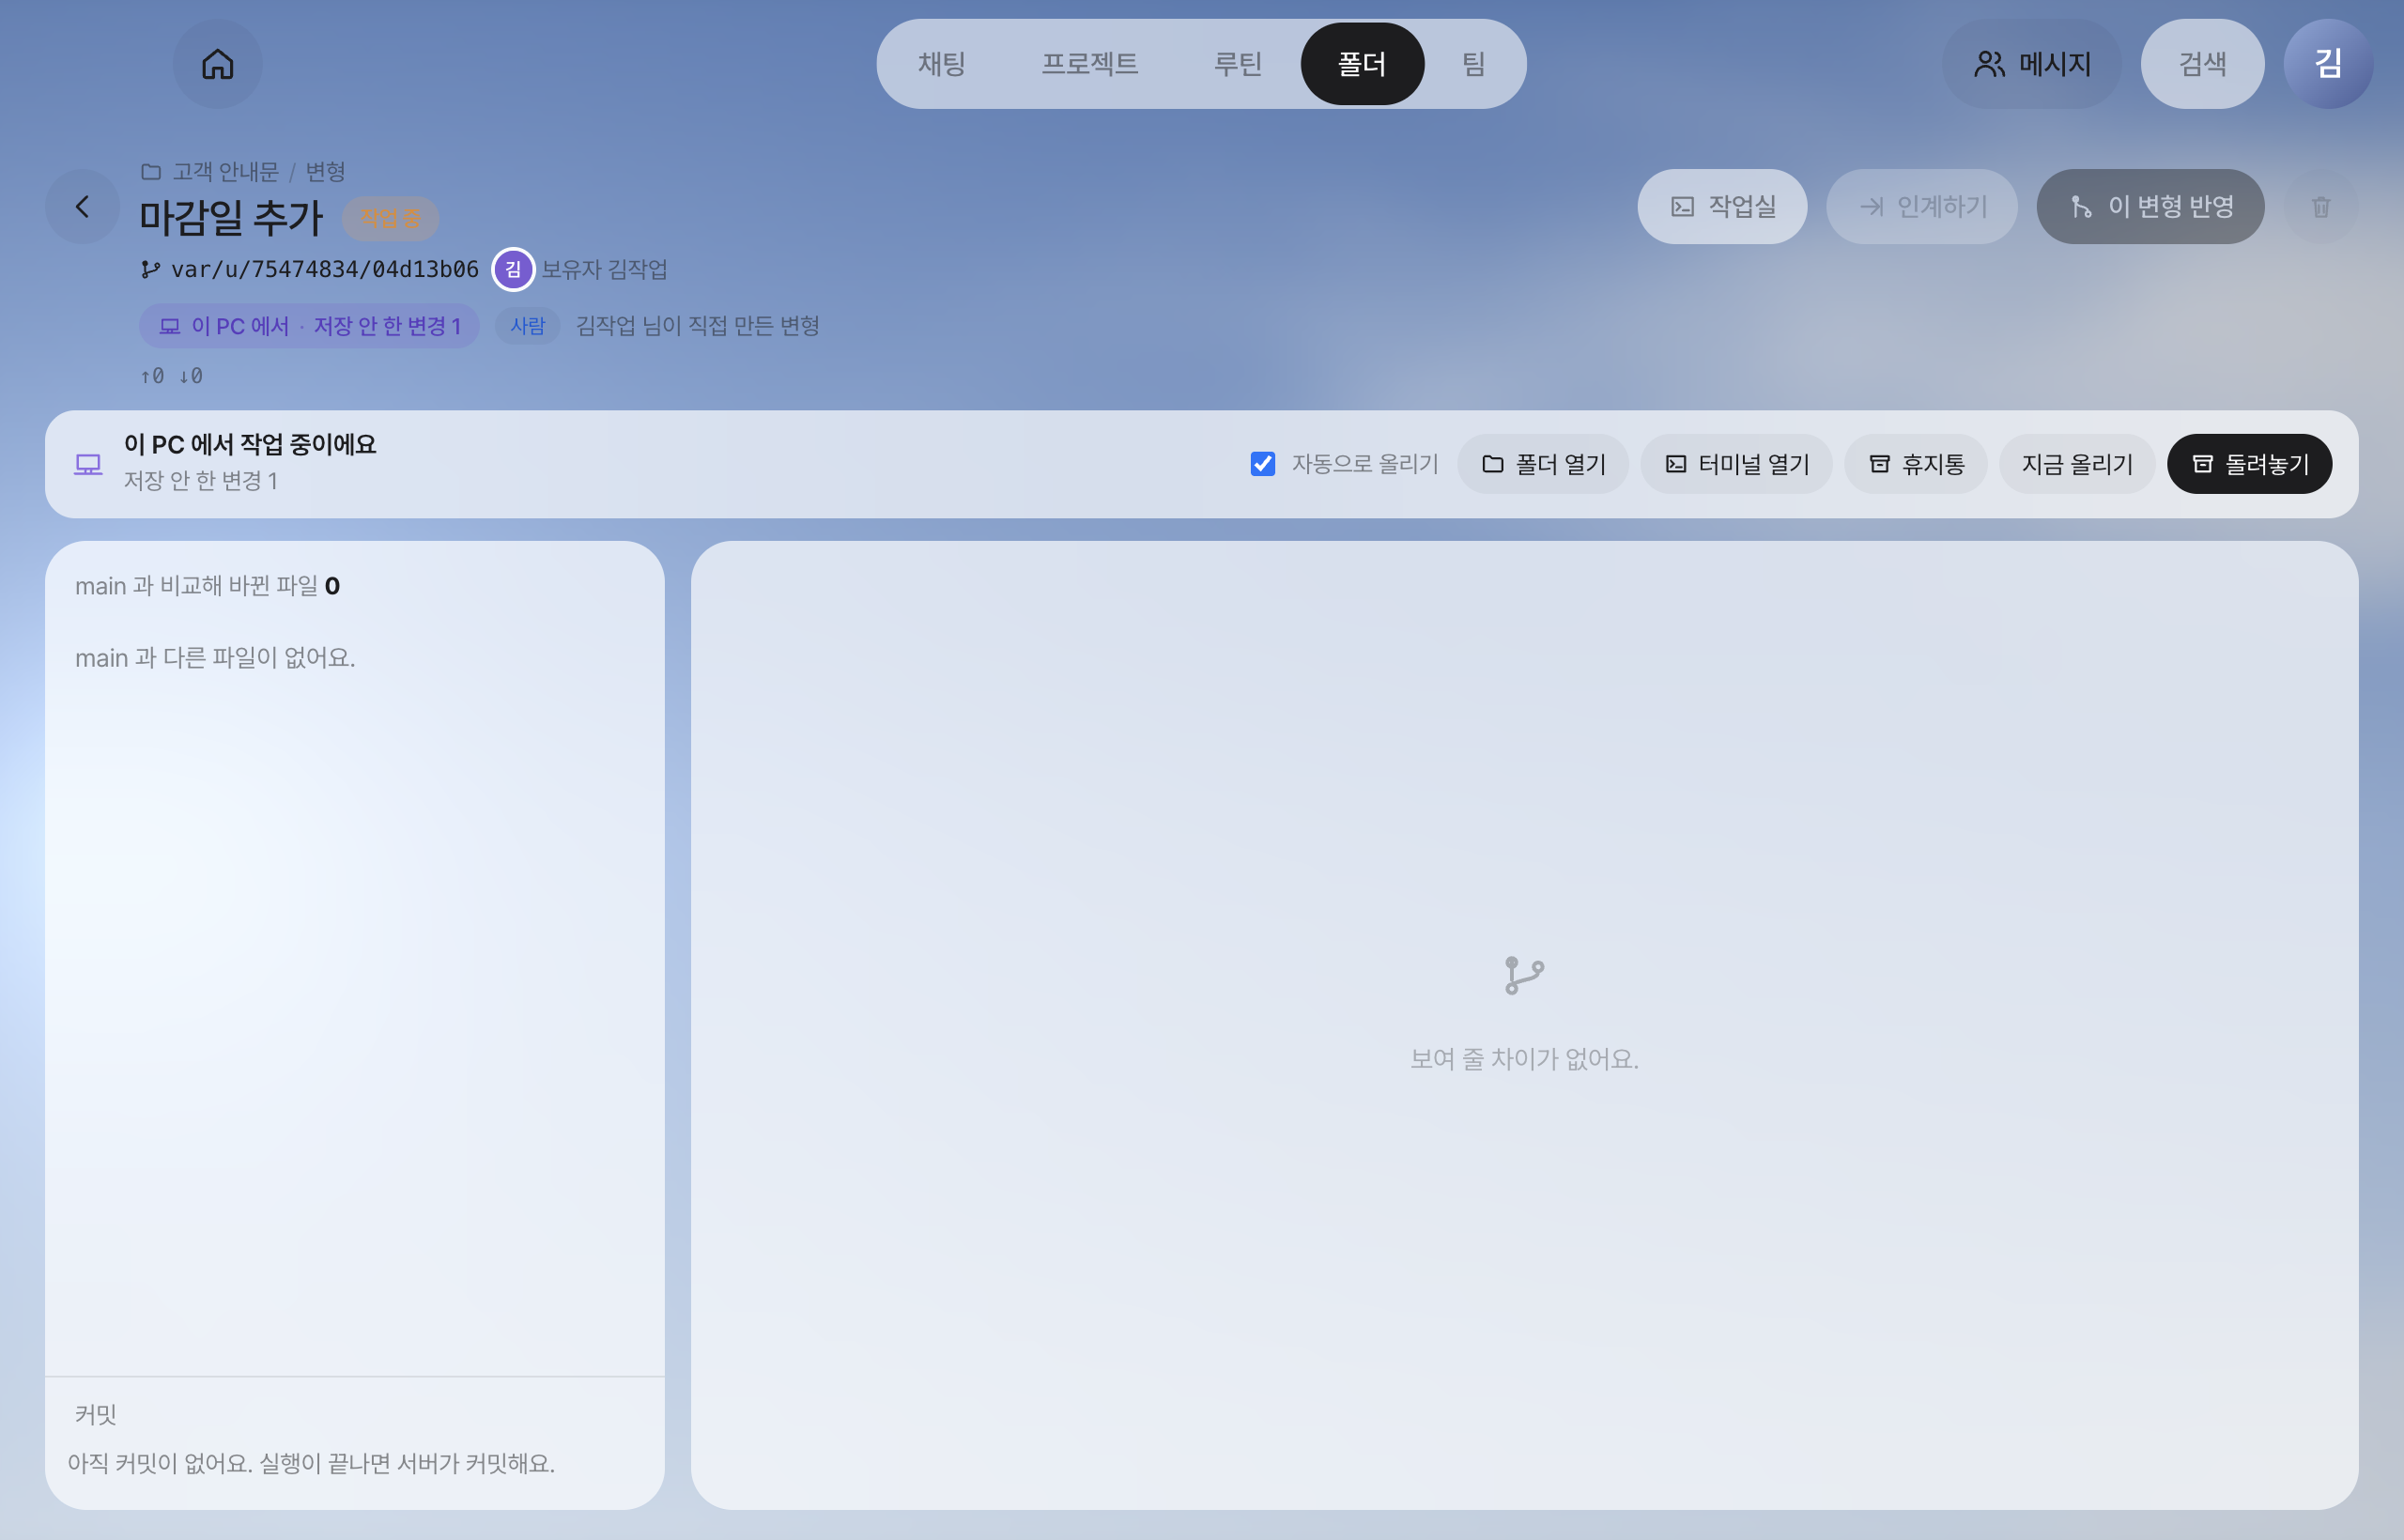 채팅 프로젝트 루틴 폴더 팀 메시지 검색 김
고객 안내문 / 변형
마감일 추가 작업 중
작업실 인계하기 이 변형 반영
var/u/75474834/04d13b06 김 보유자 김작업
이 PC 에서 · 저장 안 한 변경 1 사람 김작업 님이 직접 만든 변형
↑0 ↓0
이 PC 에서 작업 중이에요
저장 안 한 변경 1
자동으로 올리기 폴더 열기 터미널 열기 휴지통 지금 올리기 돌려놓기
main 과 비교해 바뀐 파일 0
main 과 다른 파일이 없어요.
보여 줄 차이가 없어요.
커밋
아직 커밋이 없어요. 실행이 끝나면 서버가 커밋해요.